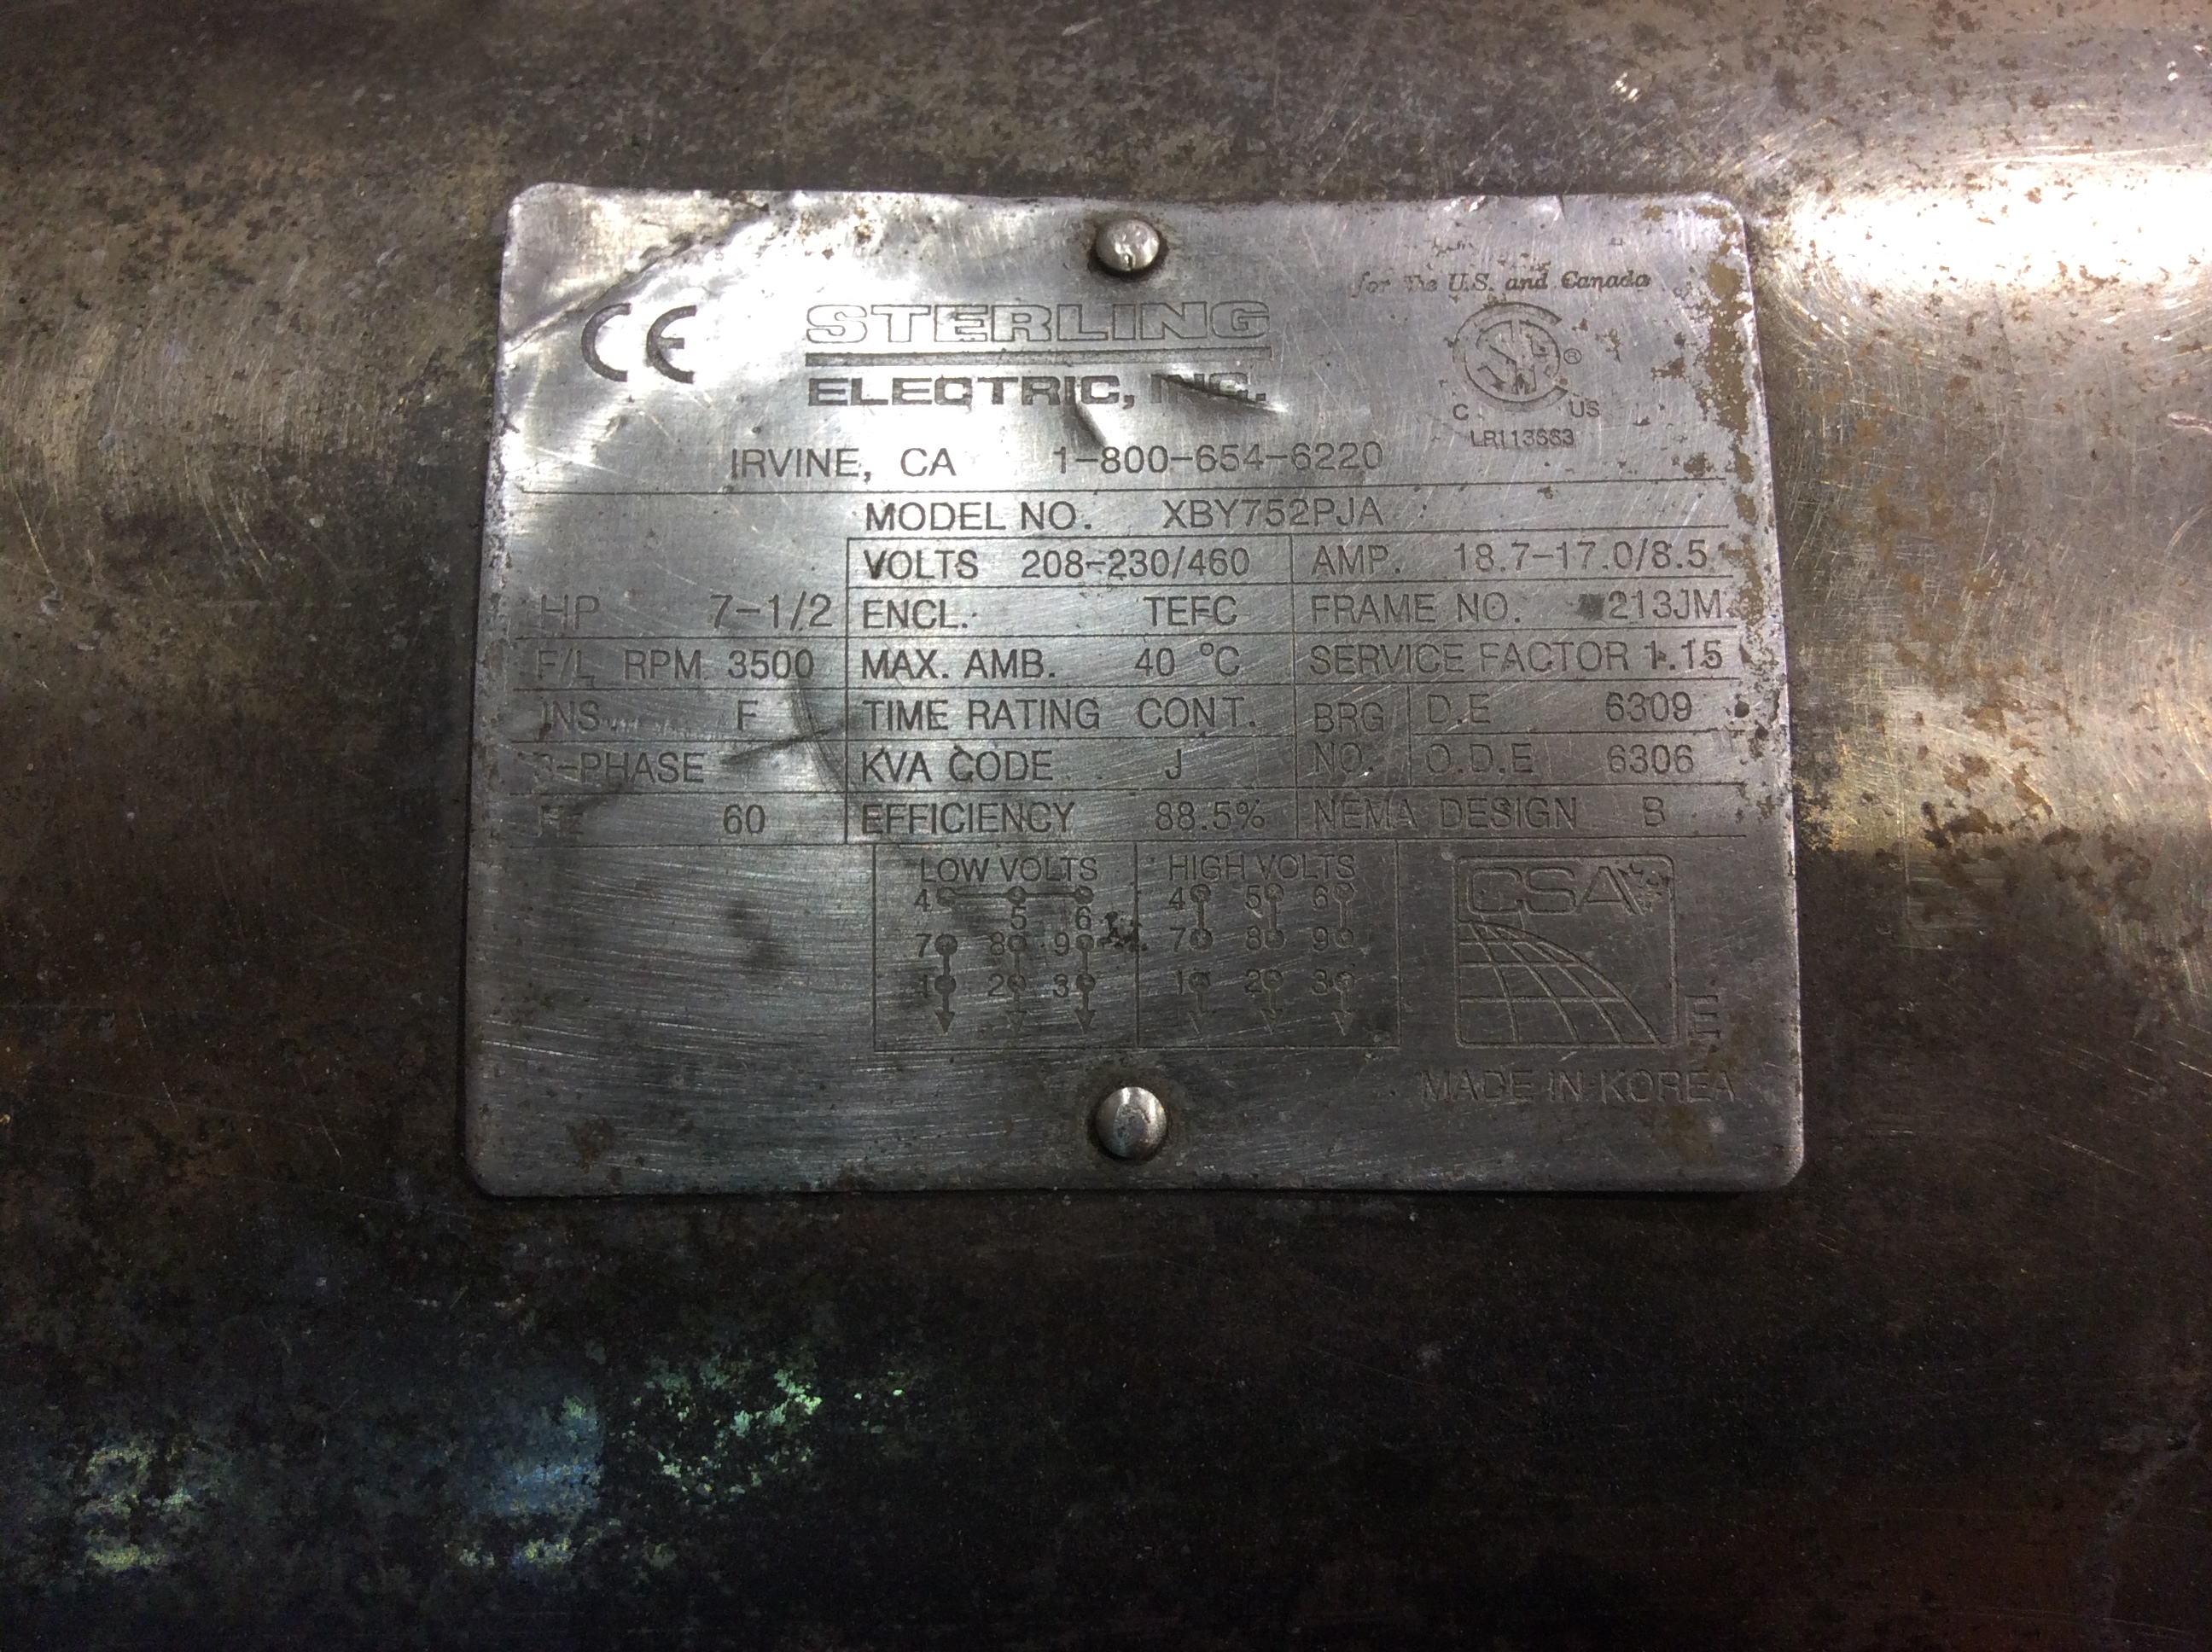 for the U.S. and Canada
CE
STERLING
ELECTRIC, INC.
C US
LR113663
IRVINE, CA 1-800-654-6220
MODEL NO. XBY752PJA
VOLTS 208-230/460 AMP. 18.7-17.0/8.5
HP 7-1/2 ENCL. TEFC FRAME NO. 213JM
F/L RPM 3500 MAX. AMB. 40 °C SERVICE FACTOR 1.15
INS F TIME RATING CONT. BRG D.E 6309
3-PHASE KVA CODE J NO. O.D.E 6306
HZ 60 EFFICIENCY 88.5% NEMA DESIGN B
LOW VOLTS HIGH VOLTS CSA
4 5 6 4 5 6
7 8 9 7 8 9
1 2 3 1 2 3
MADE IN KOREA